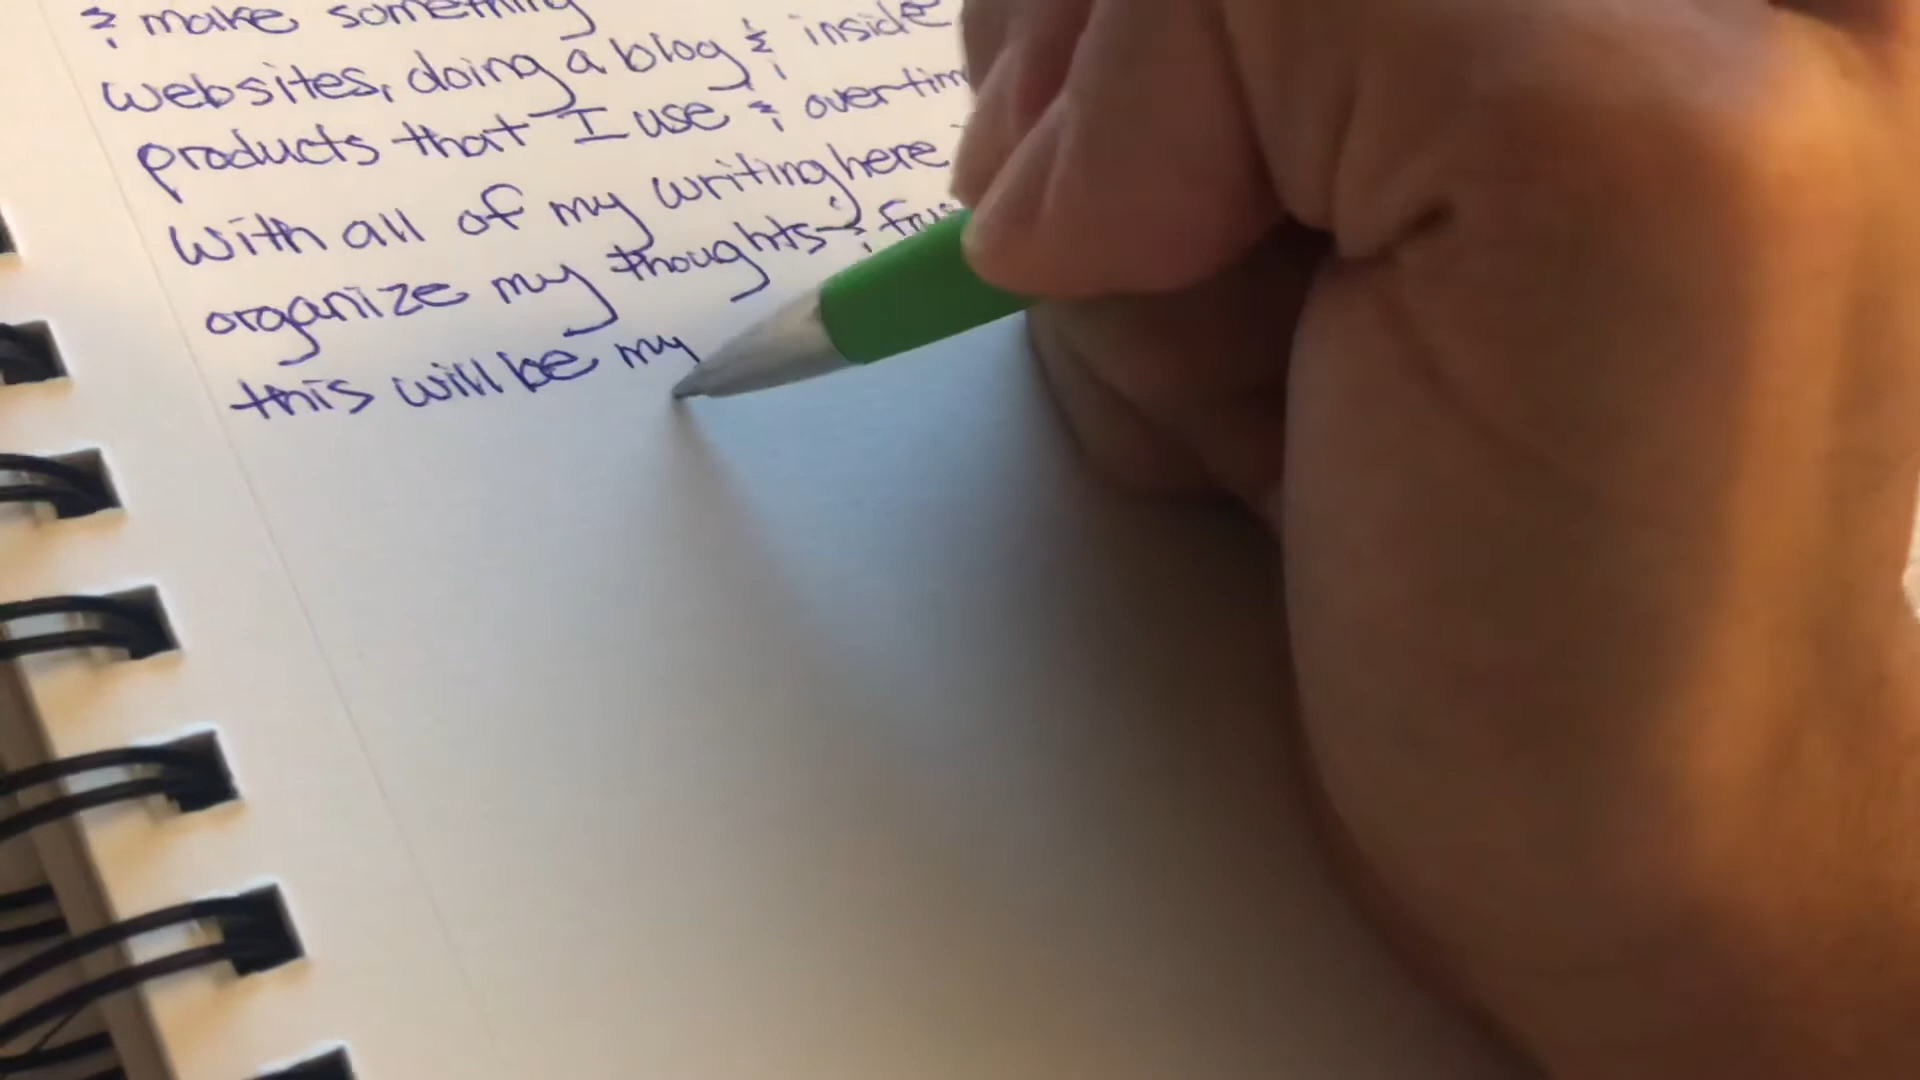 & make something
websites, doing a blog & inside
products that I use & overtim
With all of my writing here
organize my thoughts & frus
this will be my